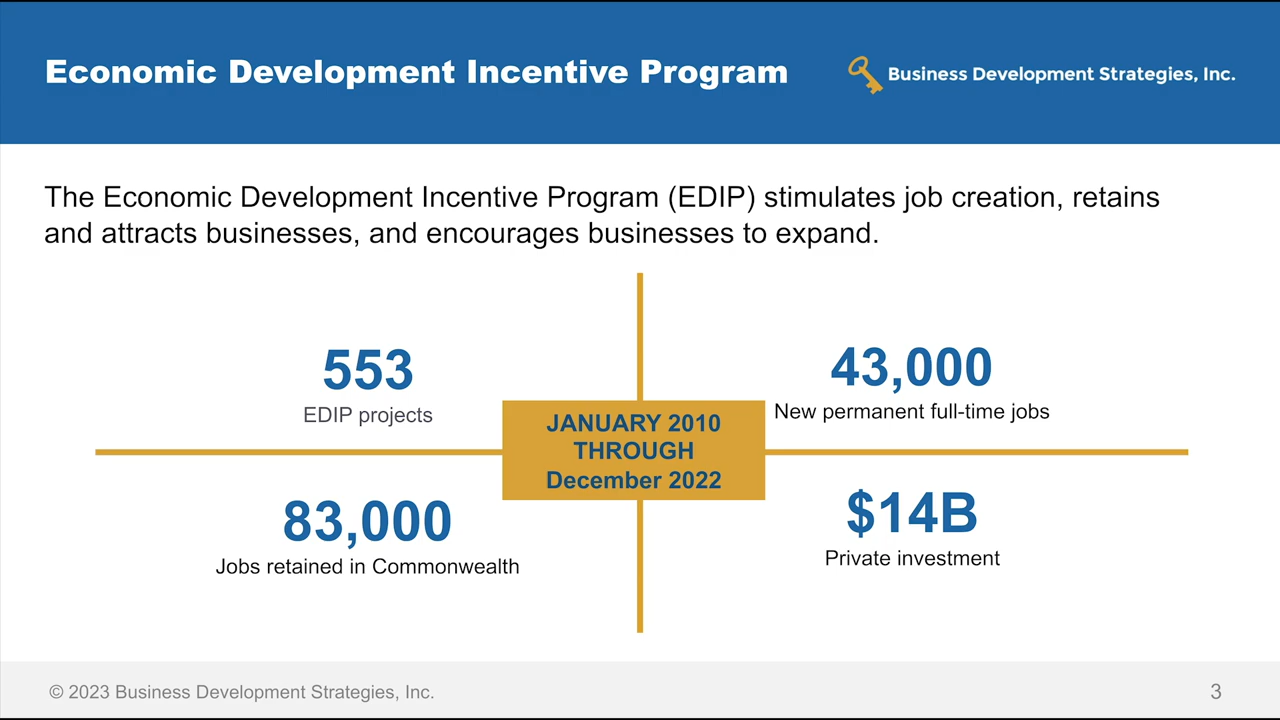 Economic Development Incentive Program
Business Development Strategies, Inc.
The Economic Development Incentive Program (EDIP) stimulates job creation, retains
and attracts businesses, and encourages businesses to expand.
553
EDIP projects
43,000
New permanent full-time jobs
JANUARY 2010
THROUGH
December 2022
83,000
Jobs retained in Commonwealth
$14B
Private investment
© 2023 Business Development Strategies, Inc.
3